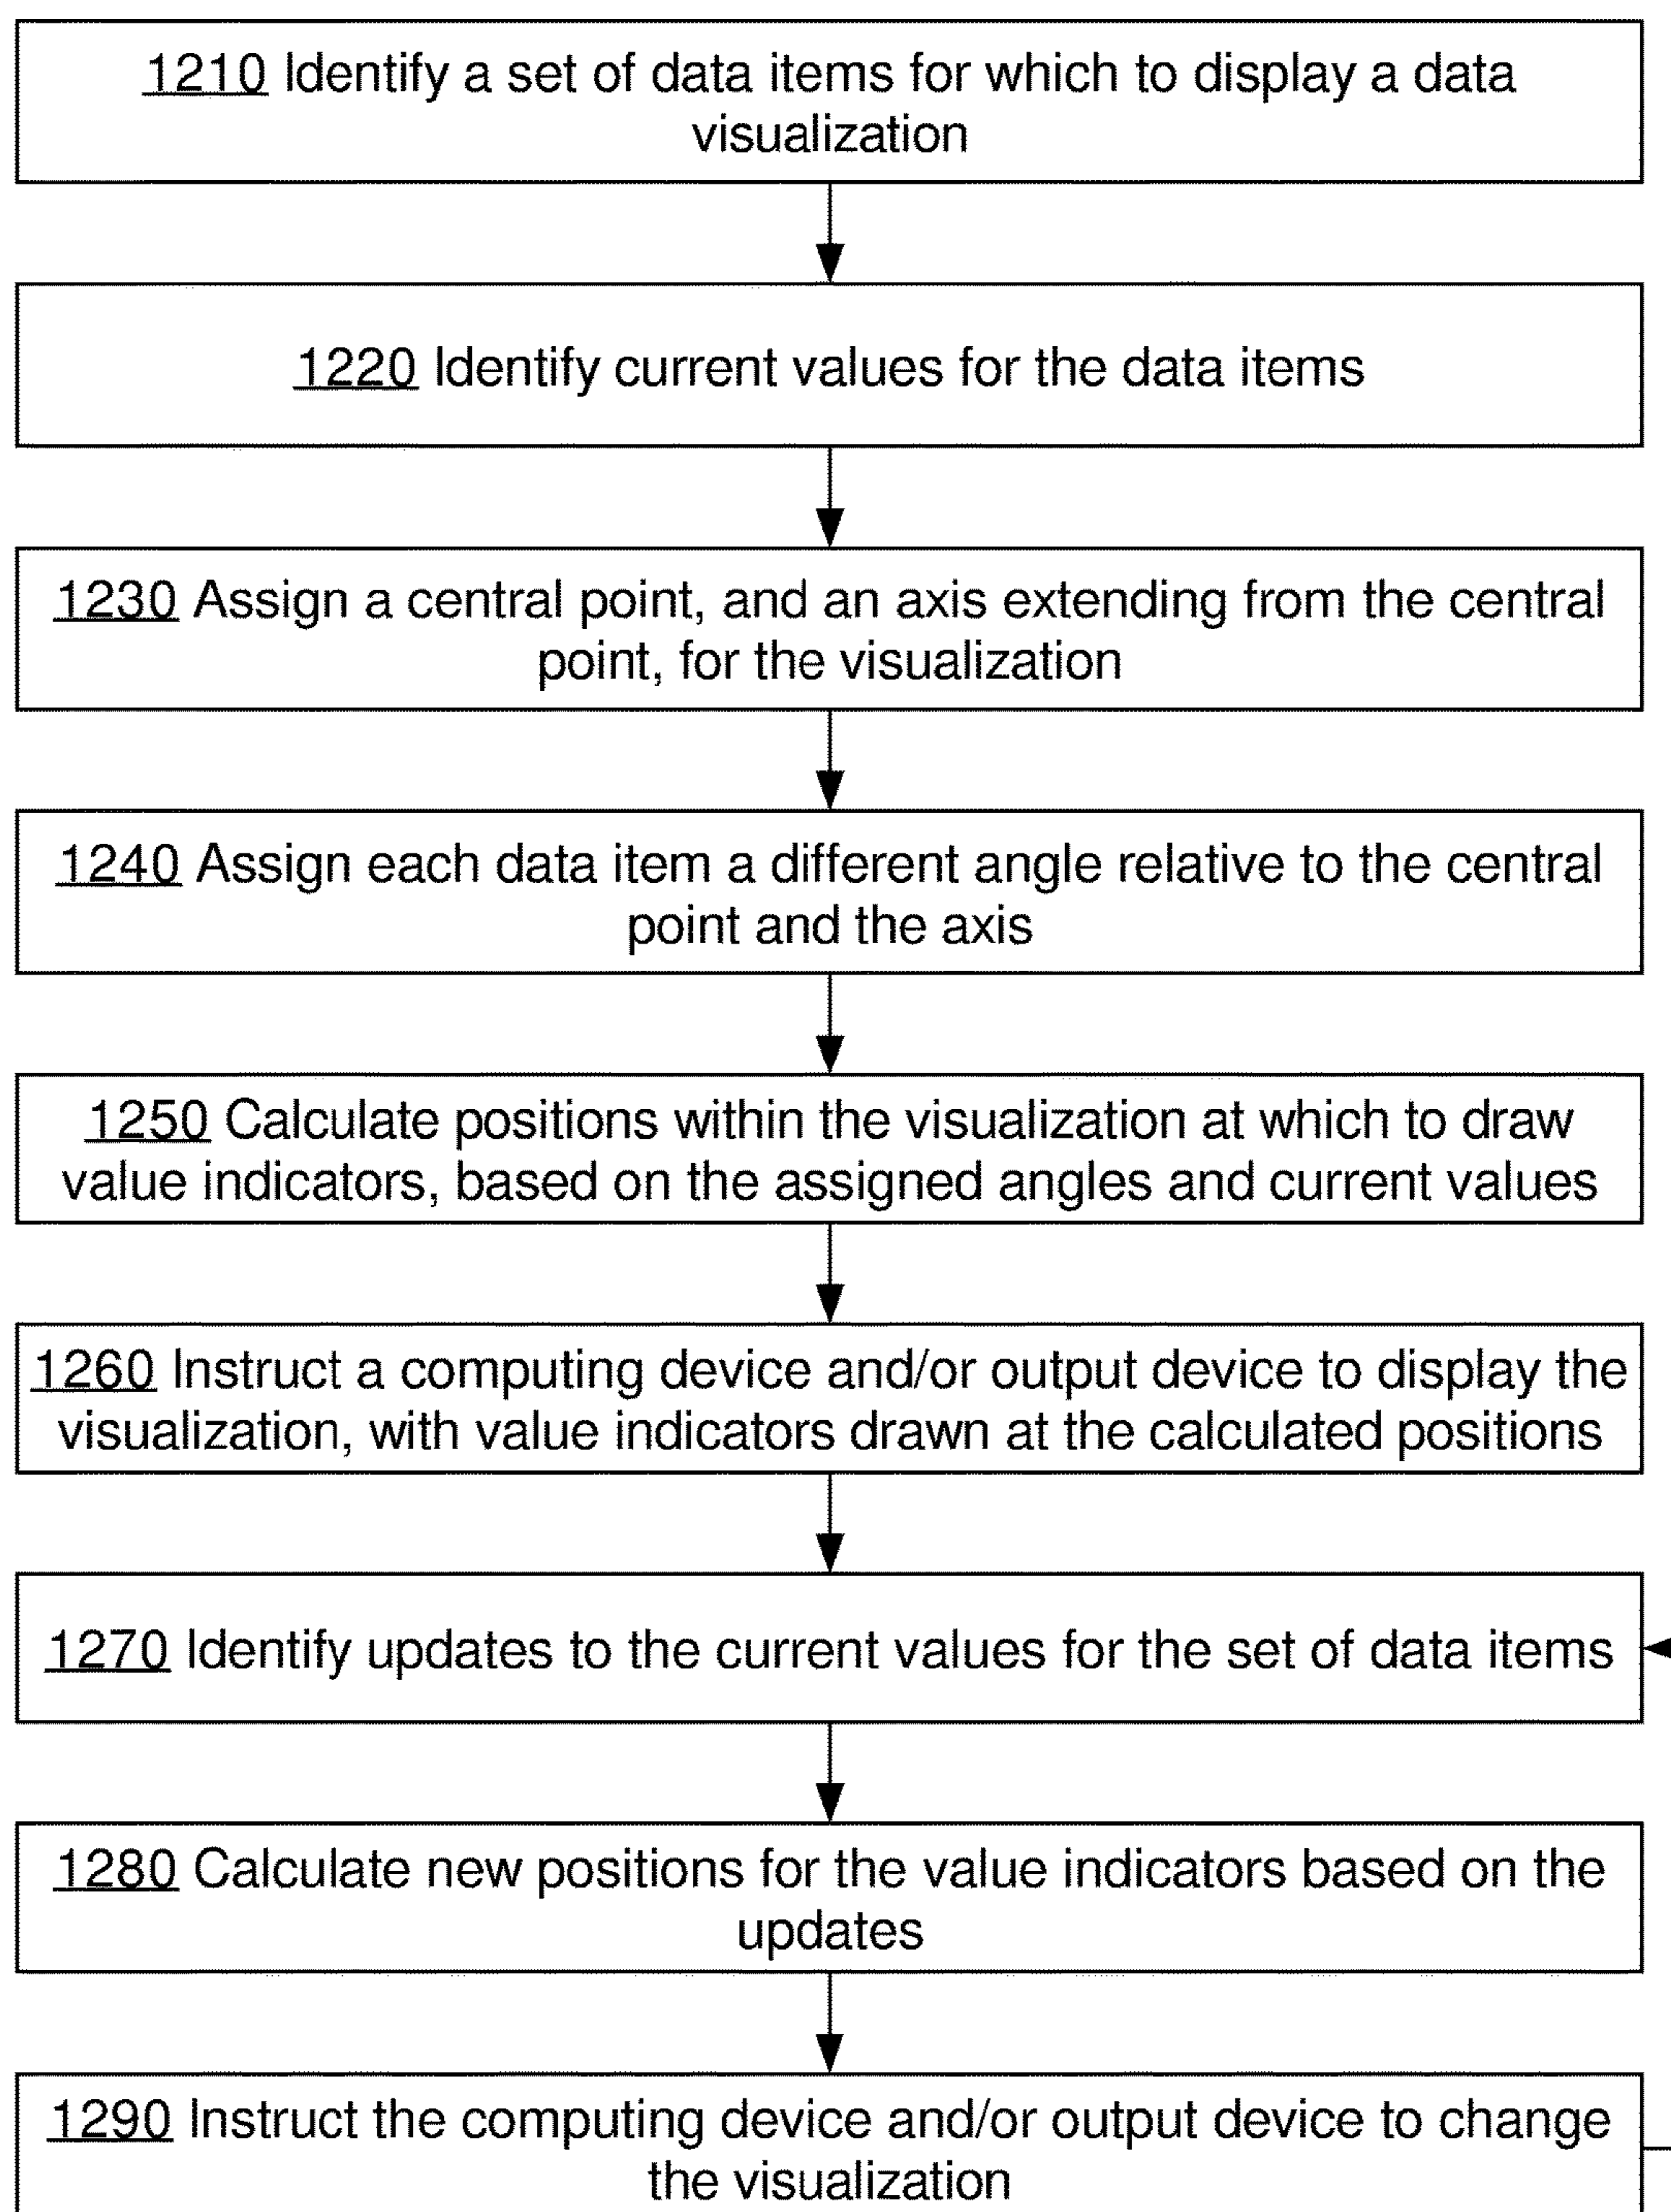 1210 Identify a set of data items for which to display a data
visualization
1220 Identify current values for the data items
1230 Assign a central point, and an axis extending from the central
point, for the visualization
1240 Assign each data item a different angle relative to the central
point and the axis
1250 Calculate positions within the visualization at which to draw
value indicators, based on the assigned angles and current values
1260 Instruct a computing device and/or output device to display the
visualization, with value indicators drawn at the calculated positions
1270 Identify updates to the current values for the set of data items
1280 Calculate new positions for the value indicators based on the
updates
1290 Instruct the computing device and/or output device to change
the visualization